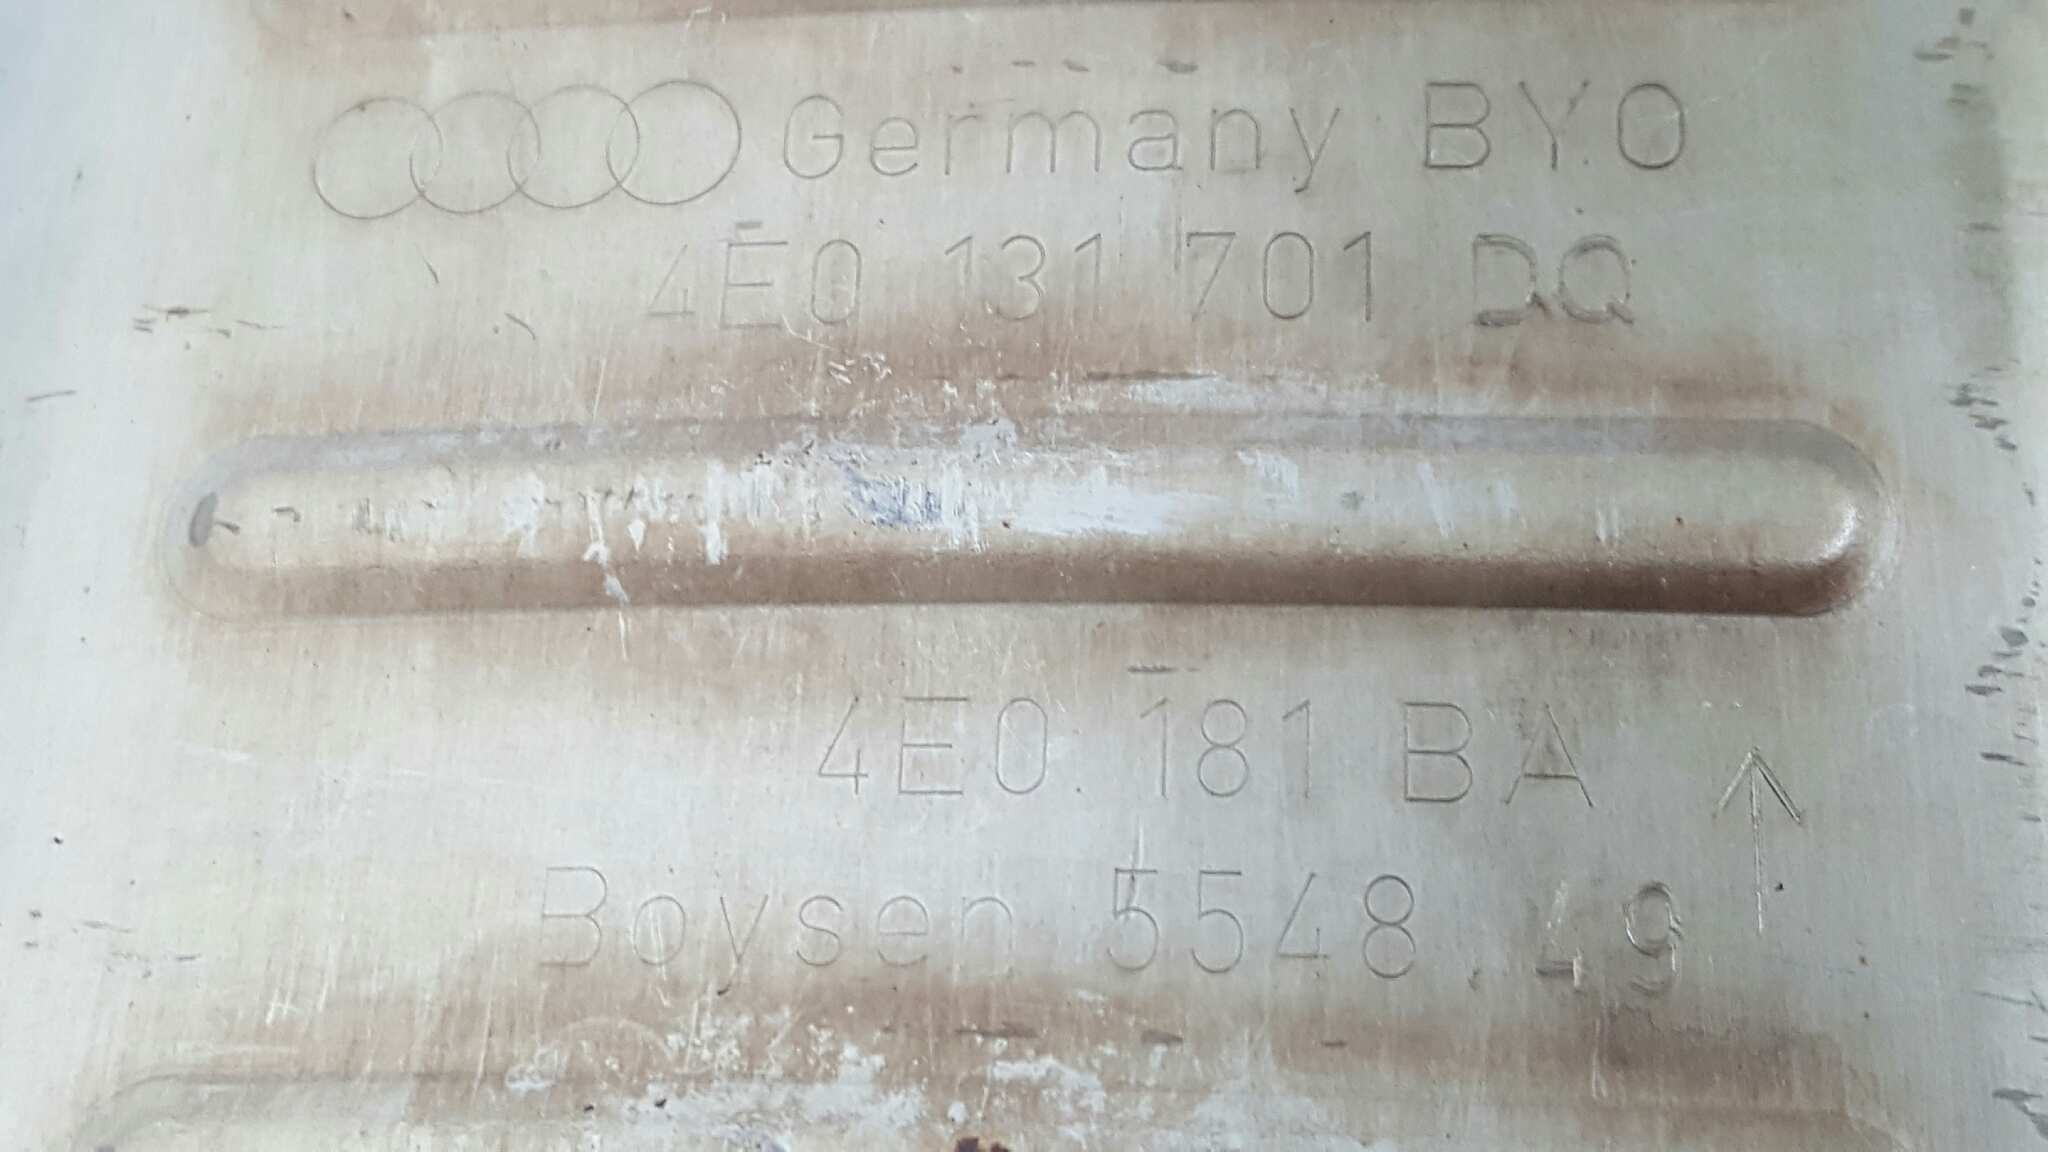 Germany BYO
4E0 131 701 DQ
4E0. 181 BA
Boysen 5548.49